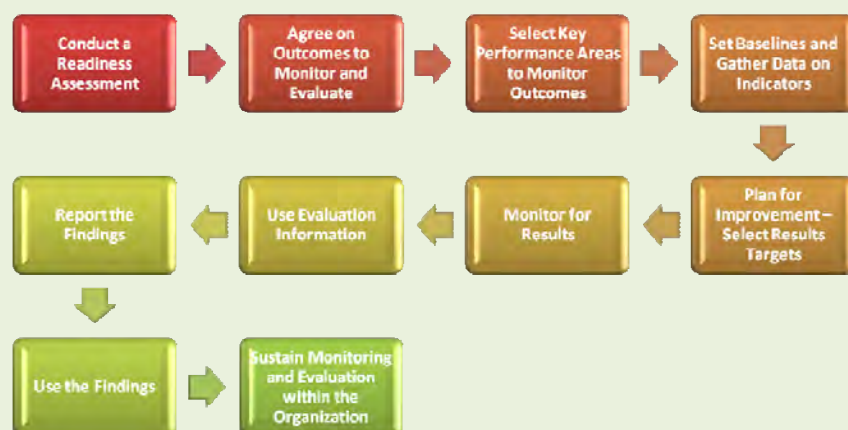 Conduct a
Readiness
Assessment
Agree on
Outcomes to
Monitor and
Evaluate
Select Key
Performance Areas
to Monitor
Outcomes
Set Baselines and
Gather Data on
Indicators
Plan for
Improvement –
Select Results
Targets
Monitor for
Results
Use Evaluation
Information
Report the
Findings
Use the Findings
Sustain Monitoring
and Evaluation
within the
Organization